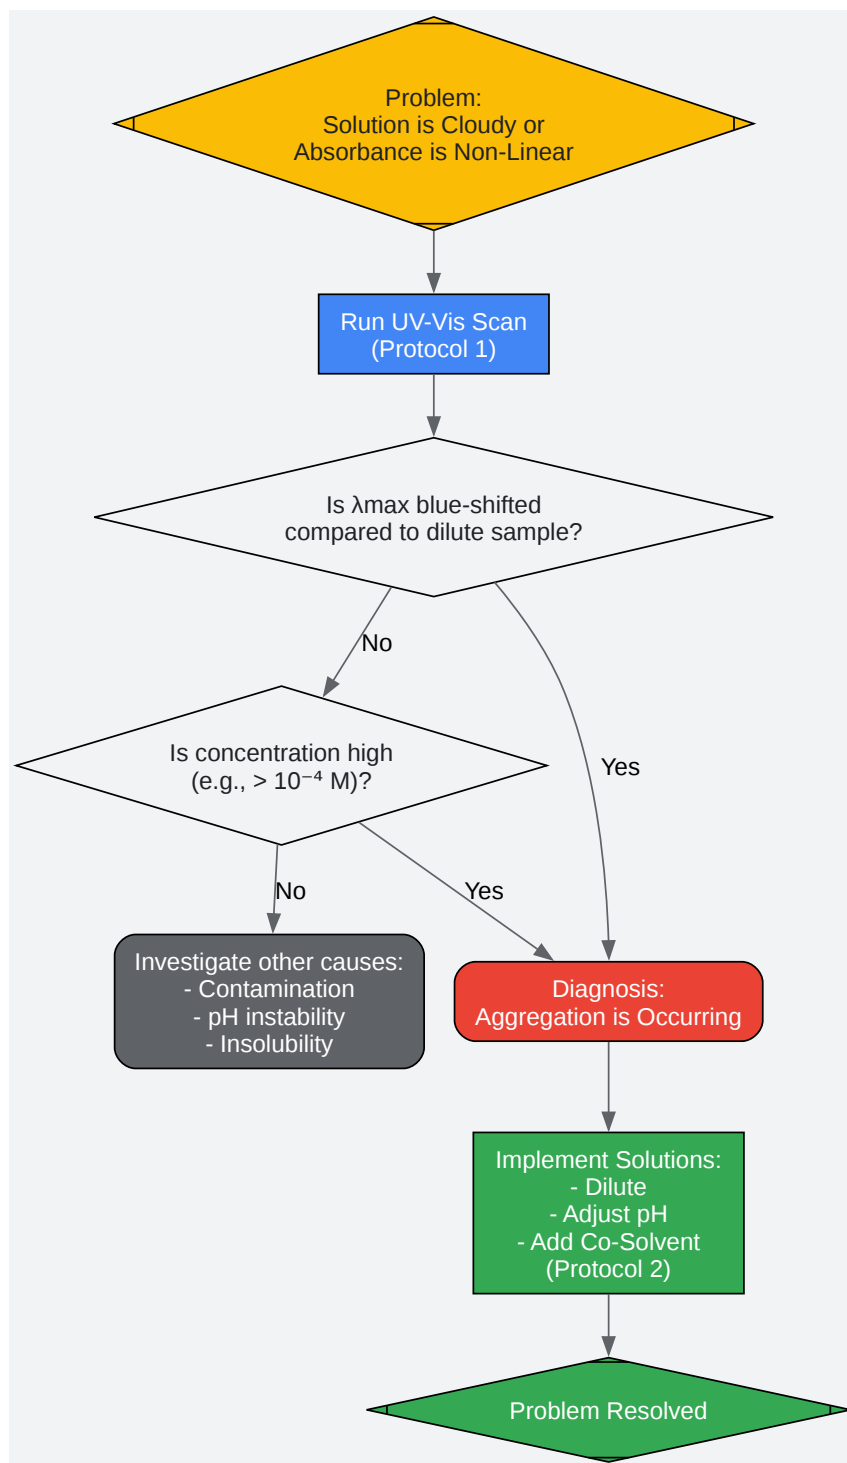 Problem:
Solution is Cloudy or
Absorbance is Non-Linear
Run UV-Vis Scan
(Protocol 1)
Is λmax blue-shifted
compared to dilute sample?
No
Yes
Is concentration high
(e.g., > 10⁻⁴ M)?
No
Yes
Investigate other causes:
- Contamination
- pH instability
- Insolubility
Diagnosis:
Aggregation is Occurring
Implement Solutions:
- Dilute
- Adjust pH
- Add Co-Solvent
(Protocol 2)
Problem Resolved